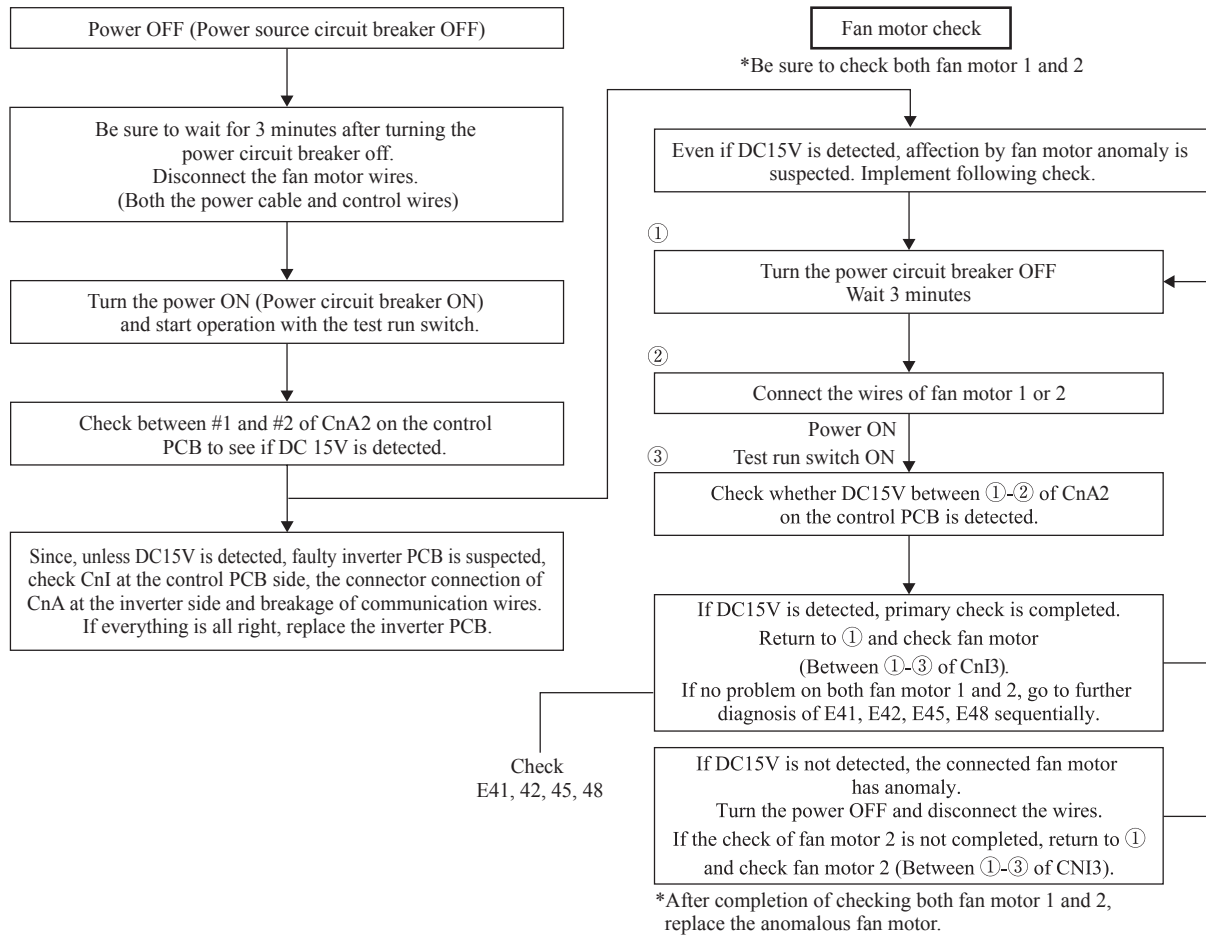 Power OFF (Power source circuit breaker OFF)
Be sure to wait for 3 minutes after turning the
power circuit breaker off.
Disconnect the fan motor wires.
(Both the power cable and control wires)
Turn the power ON (Power circuit breaker ON)
and start operation with the test run switch.
Check between #1 and #2 of CnA2 on the control
PCB to see if DC 15V is detected.
Since, unless DC15V is detected, faulty inverter PCB is suspected,
check CnI at the control PCB side, the connector connection of
CnA at the inverter side and breakage of communication wires.
If everything is all right, replace the inverter PCB.
Fan motor check
*Be sure to check both fan motor 1 and 2
Even if DC15V is detected, affection by fan motor anomaly is
suspected. Implement following check.
①
Turn the power circuit breaker OFF
Wait 3 minutes
②
Connect the wires of fan motor 1 or 2
Power ON
Test run switch ON
③
Check whether DC15V between ①-② of CnA2
on the control PCB is detected.
If DC15V is detected, primary check is completed.
Return to ① and check fan motor
(Between ①-③ of CnI3).
If no problem on both fan motor 1 and 2, go to further
diagnosis of E41, E42, E45, E48 sequentially.
Check
E41, 42, 45, 48
If DC15V is not detected, the connected fan motor
has anomaly.
Turn the power OFF and disconnect the wires.
If the check of fan motor 2 is not completed, return to ①
and check fan motor 2 (Between ①-③ of CNI3).
*After completion of checking both fan motor 1 and 2,
replace the anomalous fan motor.